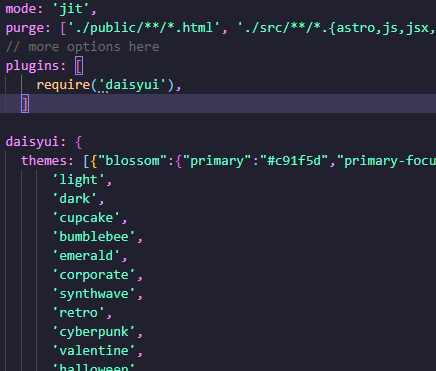 mode: 'jit',
purge: ['./public/**/*.html', './src/**/*.{astro,js,jsx,
// more options here
plugins: [
require('daisyui'),
]
daisyui: {
themes: [{"blossom":{"primary":"#c91f5d","primary-focu
'light',
'dark',
'cupcake',
'bumblebee',
'emerald',
'corporate',
'synthwave',
'retro',
'cyberpunk',
'valentine',
'halloween',